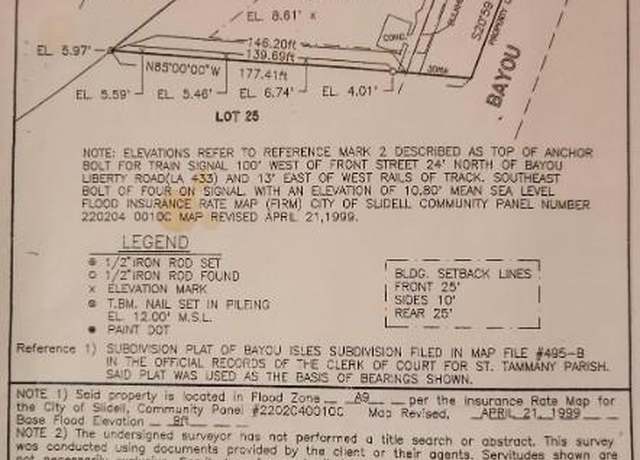 EL. 8.61' x
CONC.
BULKHE
S20°59
PROPERTY
BAYOU
EL. 5.97'
146.20ft
139.69ft
N85°00'00"W
177.41ft
EL. 5.59'
EL. 5.46'
EL. 6.74'
EL. 4.01'
LOT 25
NOTE: ELEVATIONS REFER TO REFERENCE MARK 2 DESCRIBED AS TOP OF ANCHOR
BOLT FOR TRAIN SIGNAL 100' WEST OF FRONT STREET 24' NORTH OF BAYOU
LIBERTY ROAD(LA 433) AND 13' EAST OF WEST RAILS OF TRACK. SOUTHEAST
BOLT OF FOUR ON SIGNAL. WITH AN ELEVATION OF 10.80' MEAN SEA LEVEL
FLOOD INSURANCE RATE MAP (FIRM) CITY OF SLIDELL COMMUNITY PANEL NUMBER
220204 0010C MAP REVISED APRIL 21,1999.
LEGEND
1/2"IRON ROD SET
1/2"IRON ROD FOUND
x ELEVATION MARK
T.BM. NAIL SET IN PILEING
EL. 12.00' M.S.L.
PAINT DOT
BLDG. SETBACK LINES
FRONT 25'
SIDES 10'
REAR 25'
Reference 1) SUBDIVISION PLAT OF BAYOU ISLES SUBDIVISION FILED IN MAP FILE #495-B
IN THE OFFICIAL RECORDS OF THE CLERK OF COURT FOR ST. TAMMANY PARISH.
SAID PLAT WAS USED AS THE BASIS OF BEARINGS SHOWN.
NOTE 1) Said property is located in Flood Zone A9 per the Insurance Rate Map for
the City of Slidell, Community Panel #2202040010C Map Revised, APRIL 21, 1999
Base Flood Elevation 8ft
NOTE 2) The undersigned surveyor has not performed a title search or abstract. This survey
was conducted using documents provided by the client or their agents. Servitudes shown are